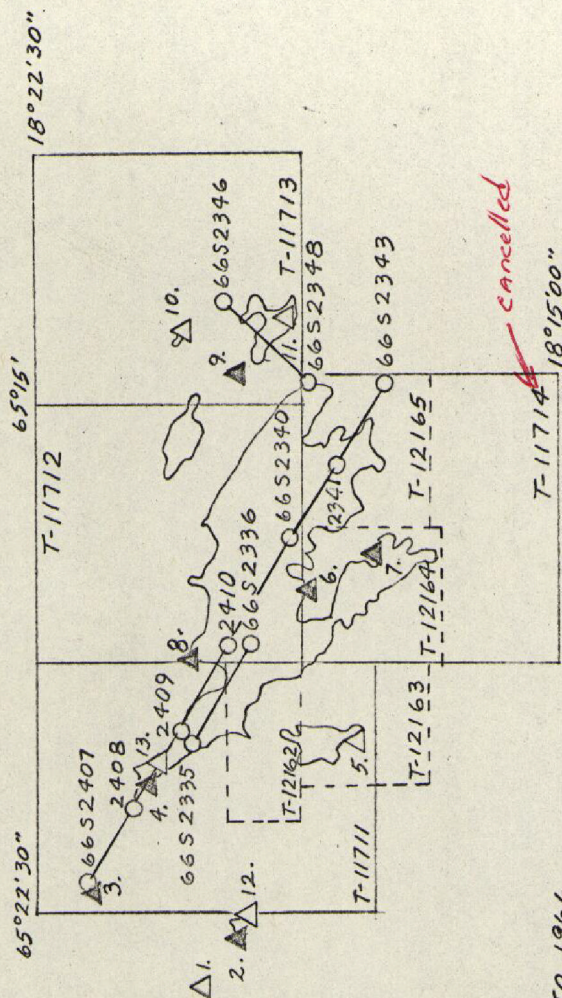 18°22'30"
65°15'
65°22'30"
T-11712
66S2346
10.
T-11713
9.
11.
66S2348
66S2343
cancelled
18°15'00"
T-11714
66S2340
2341
T-12165
66S2336
2410
8.
6.
7.
T-12164
2409
13.
2408
66S2407
3.
4.
66S2335
T-12162
5.
T-12163
T-11711
12.
2.
1.